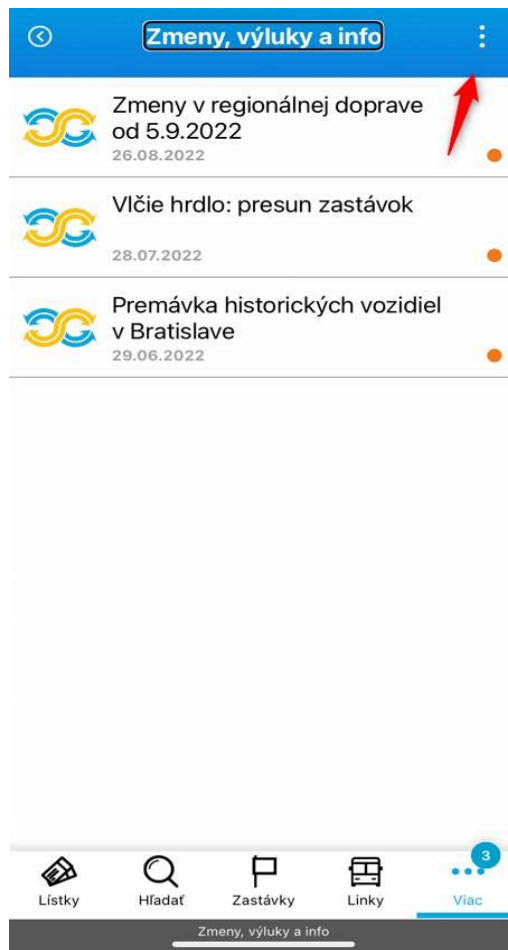 Zmeny, výluky a info
Zmeny v regionálnej doprave
od 5.9.2022
26.08.2022
Vlčie hrdlo: presun zastávok
28.07.2022
Premávka historických vozidiel
v Bratislave
29.06.2022
3
Lístky
Hľadať
Zastávky
Linky
Viac
Zmeny, výluky a info